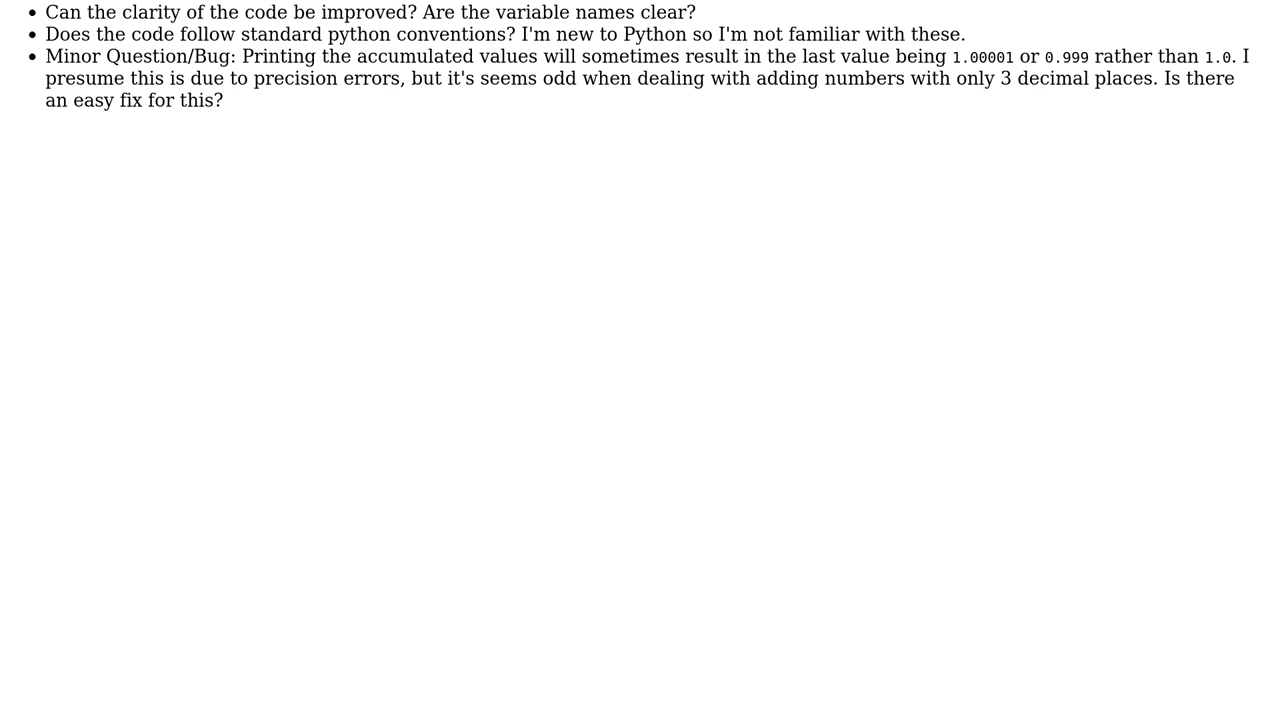 • Can the clarity of the code be improved? Are the variable names clear?
• Does the code follow standard python conventions? I'm new to Python so I'm not familiar with these.
• Minor Question/Bug: Printing the accumulated values will sometimes result in the last value being 1.00001 or 0.999 rather than 1.0. I
presume this is due to precision errors, but it's seems odd when dealing with adding numbers with only 3 decimal places. Is there
an easy fix for this?